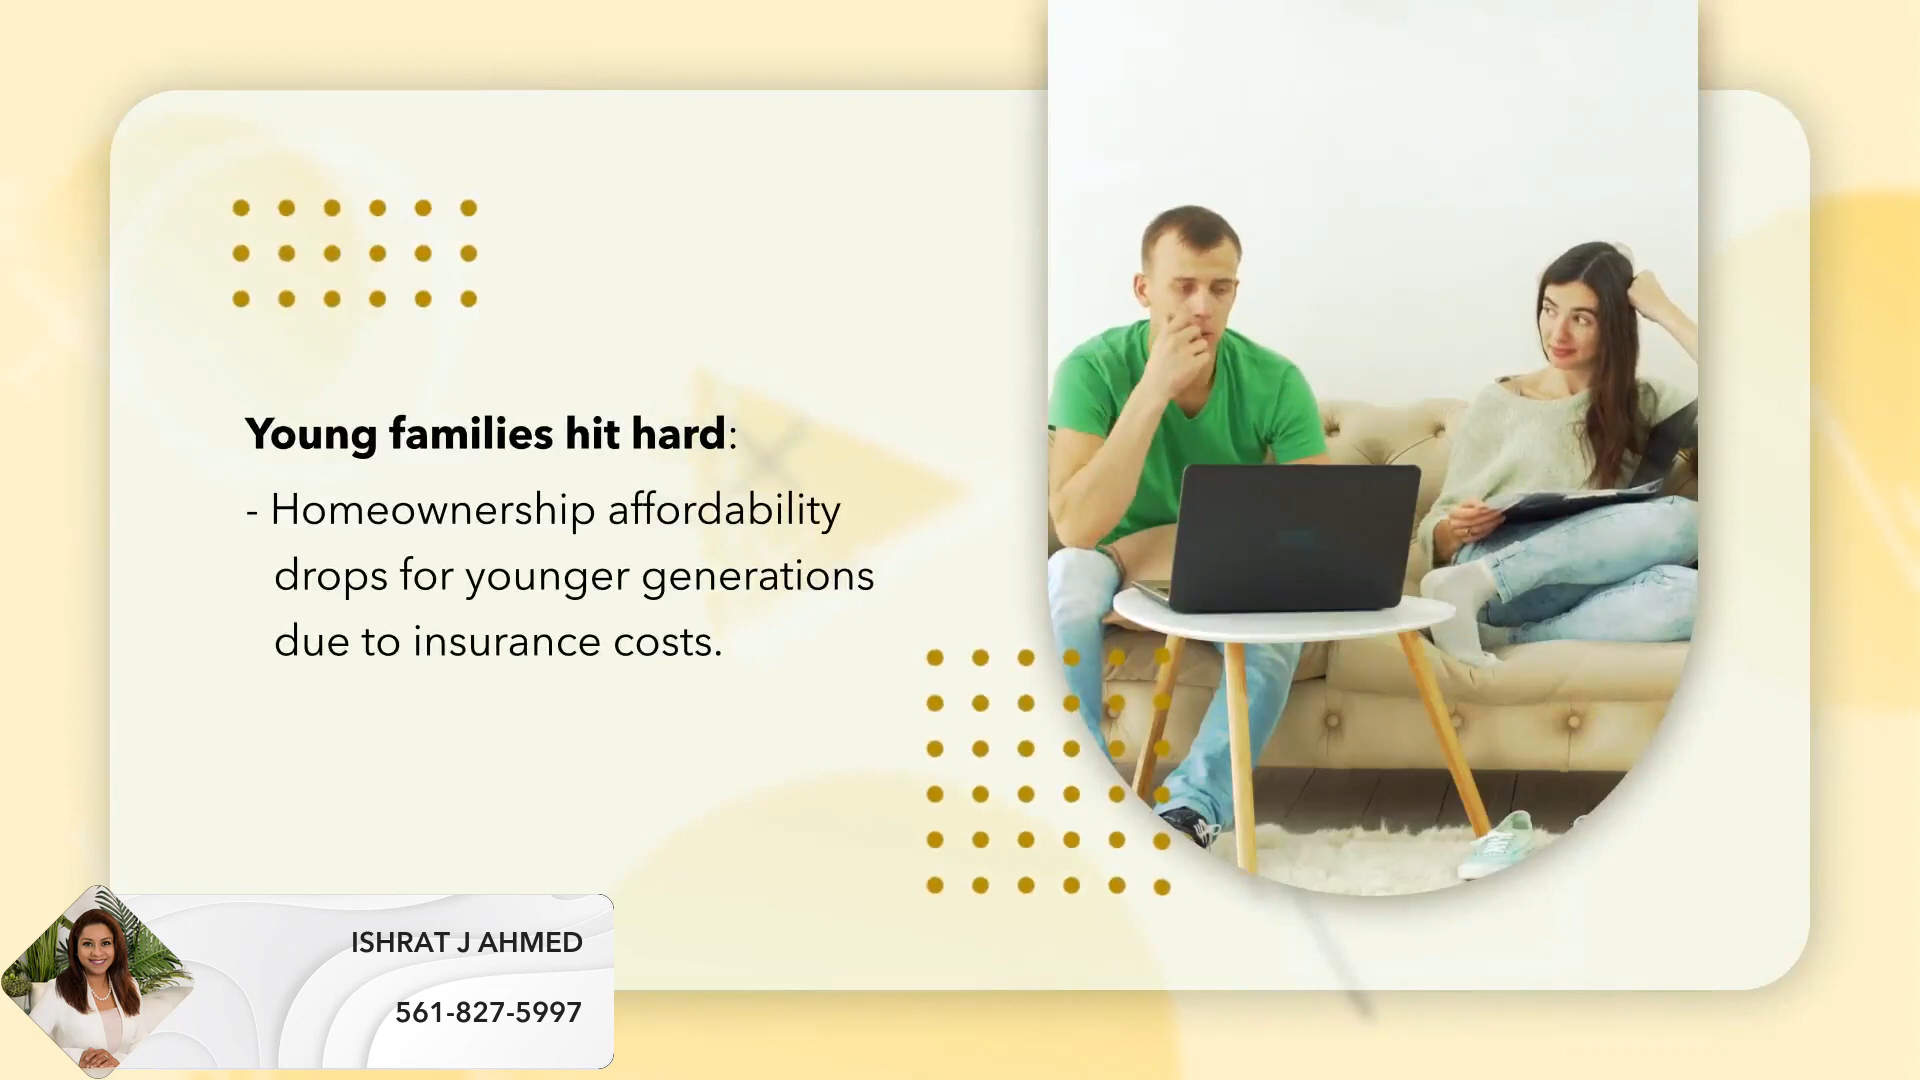 Young families hit hard:
- Homeownership affordability
drops for younger generations
due to insurance costs.
ISHRAT J AHMED
561-827-5997